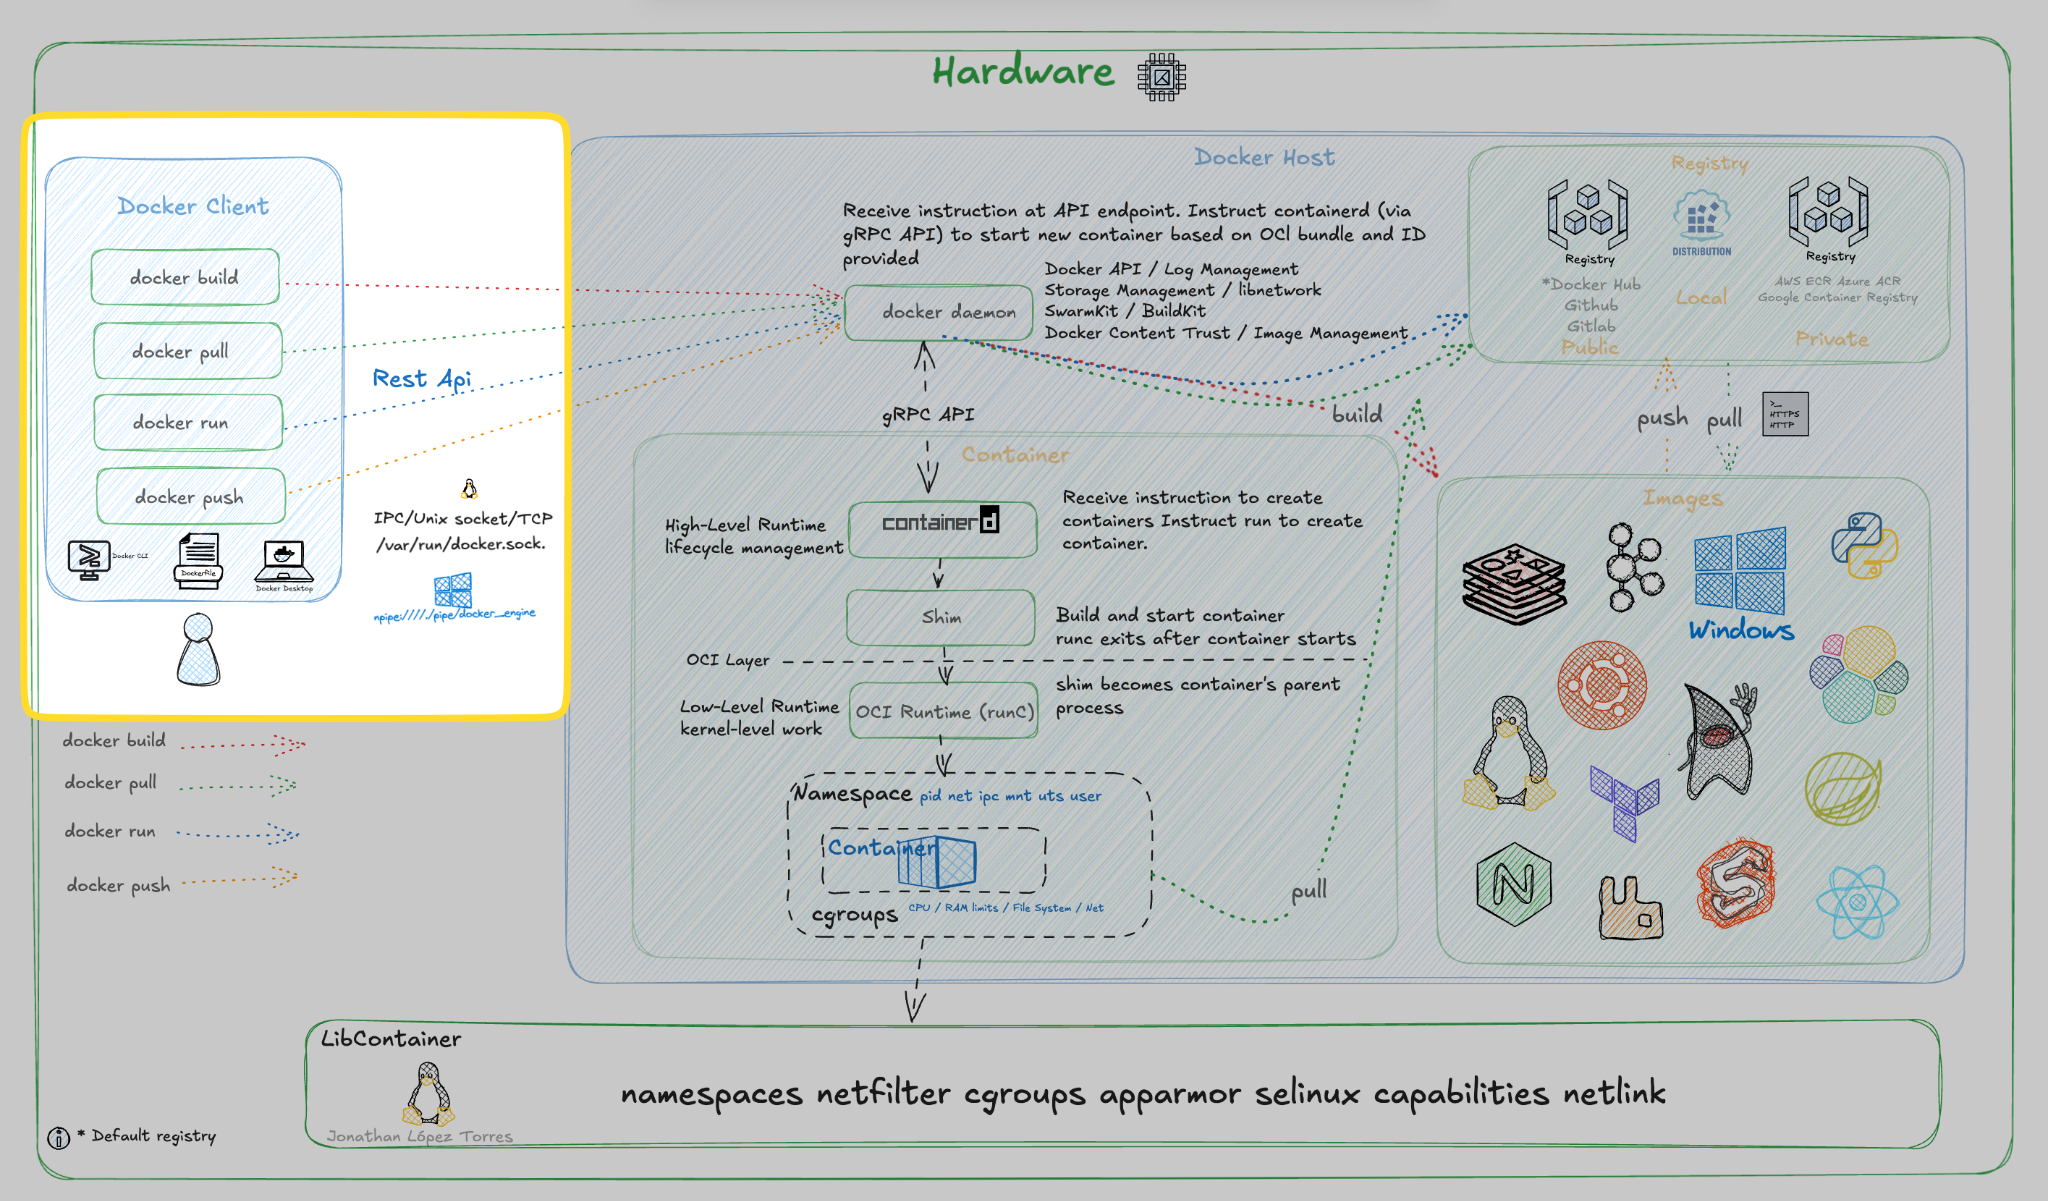 Hardware
Docker Client
docker build
docker pull
docker run
docker push
Docker CLI
Dockerfile
Docker Desktop
Rest Api
IPC/Unix socket/TCP
/var/run/docker.sock.
npipe:////./pipe/docker_engine
docker build
docker pull
docker run
docker push
Docker Host
Receive instruction at API endpoint. Instruct containerd (via
gRPC API) to start new container based on OCI bundle and ID
provided
docker daemon
Docker API / Log Management
Storage Management / libnetwork
SwarmKit / BuildKit
Docker Content Trust / Image Management
gRPC API
build
Container
High-Level Runtime
lifecycle management
containerd
Receive instruction to create
containers Instruct run to create
container.
Shim
Build and start container
runc exits after container starts
OCI Layer
Low-Level Runtime
kernel-level work
OCI Runtime (runC)
shim becomes container's parent
process
Namespace pid net ipc mnt uts user
Container
cgroups CPU / RAM limits / File System / Net
pull
Registry
Registry
DISTRIBUTION
Registry
*Docker Hub
Github
Gitlab
Public
Local
AWS ECR Azure ACR
Google Container Registry
Private
push
pull
>_
HTTPS
HTTP
Images
Windows
LibContainer
Jonathan López Torres
namespaces netfilter cgroups apparmor selinux capabilities netlink
* Default registry